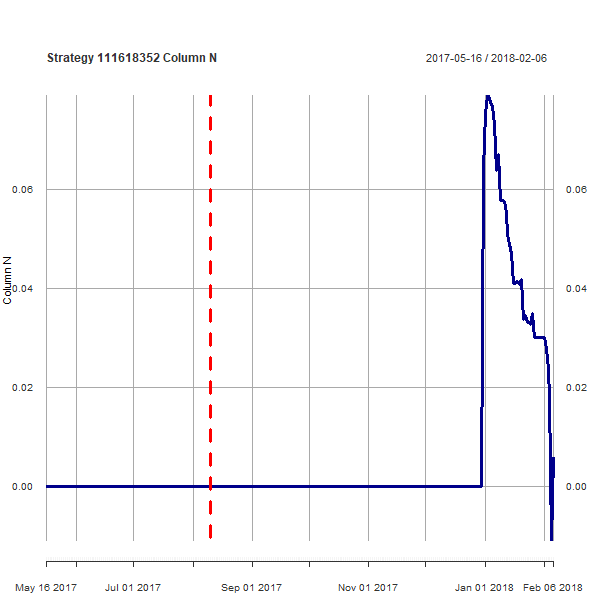 Strategy 111618352 Column N
2017-05-16 / 2018-02-06
Column N
0.06
0.04
0.02
0.00
0.06
0.04
0.02
0.00
May 16 2017
Jul 01 2017
Sep 01 2017
Nov 01 2017
Jan 01 2018
Feb 06 2018